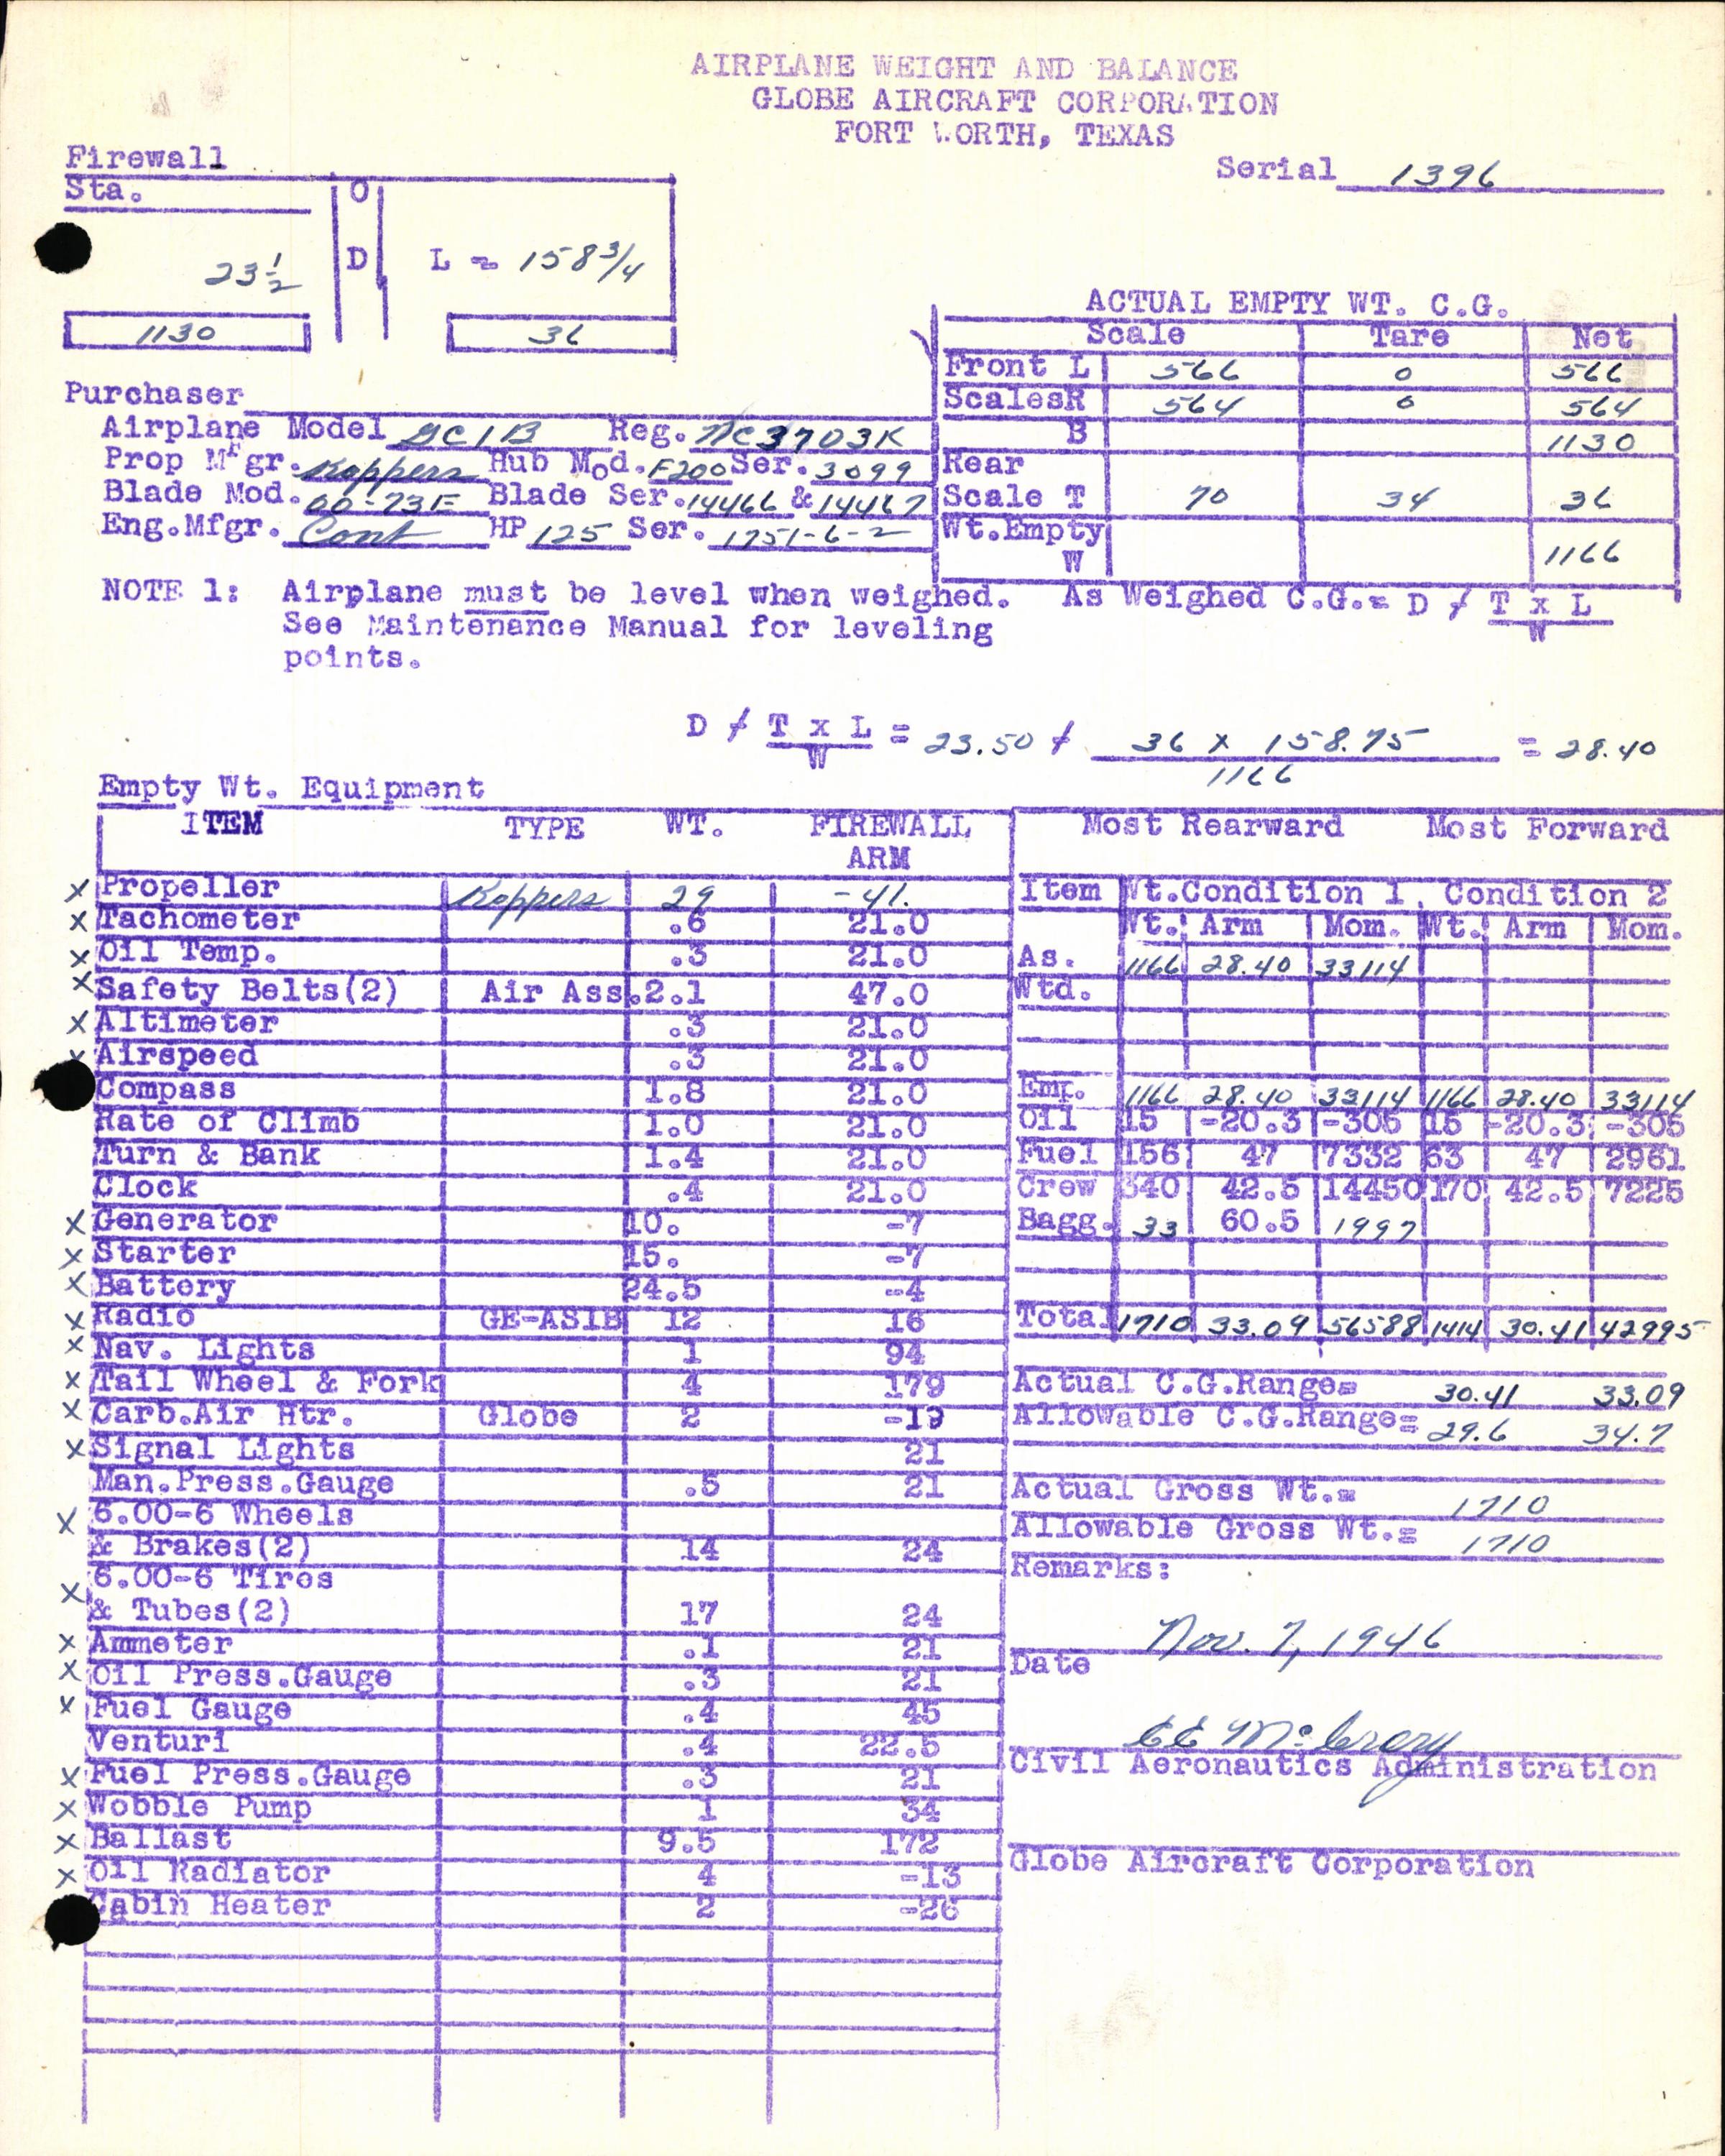 AIRPLANE WEIGHT AND BALANCE
GLOBE AIRCRAFT CORPORATION
FORT WORTH, TEXAS
Serial 1396
Firewall
Sta. O
23 1/2 D L = 158 3/4
1130 36
ACTUAL EMPTY WT. C.G.
Scale Tare Net
Front L 566 0 566
Scales R 564 0 564
B 1130
Rear
Scale T 70 34 36
Wt. Empty
W 1166
Purchaser
Airplane Model GC1B Reg. NC3703K
Prop Mfgr. Koppers Hub Mod. F200 Ser. 3099
Blade Mod. 00-73E Blade Ser. 14466 & 14467
Eng.Mfgr. Cont HP 125 Ser. 1751-6-2
NOTE 1: Airplane must be level when weighed. As Weighed C.G.= D / T x L
W
See Maintenance Manual for leveling
points.
D / T x L = 23.50 / 36 x 158.75 = 28.40
W 1166
Empty Wt. Equipment
ITEM TYPE WT. FIREWALL
ARM
X Propeller Koppers 29 -41.
X Tachometer .6 21.0
X Oil Temp. .3 21.0
X Safety Belts(2) Air Ass. 2.1 47.0
X Altimeter .3 21.0
X Airspeed .3 21.0
Compass 1.8 21.0
Rate of Climb 1.0 21.0
Turn & Bank 1.4 21.0
Clock .4 21.0
X Generator 10. -7
X Starter 15. -7
X Battery 24.5 -4
X Radio GE-AS1B 12 16
X Nav. Lights 1 94
X Tail Wheel & Fork 4 179
X Carb.Air Htr. Globe 2 -19
X Signal Lights 21
Man.Press.Gauge .5 21
X 6.00-6 Wheels
& Brakes(2) 14 24
X 6.00-6 Tires
& Tubes(2) 17 24
X Ammeter .1 21
X Oil Press.Gauge .3 21
X Fuel Gauge .4 45
Venturi .4 22.5
X Fuel Press.Gauge .3 21
X Wobble Pump 1 34
X Ballast 9.5 172
X Oil Radiator 4 -13
Cabin Heater 2 -26
Most Rearward Most Forward
Item Wt.Condition 1, Condition 2
Wt. Arm Mom. Wt. Arm Mom.
As. 1166 28.40 33114
Wtd.
Emp. 1166 28.40 33114 1166 28.40 33114
Oil 15 -20.3 -305 15 -20.3 -305
Fuel 156 47 7332 63 47 2961
Crew 340 42.5 14450 170 42.5 7225
Bagg. 33 60.5 1997
Total 1710 33.09 56588 1414 30.41 42995
Actual C.G.Range= 30.41 33.09
Allowable C.G.Range= 29.6 34.7
Actual Gross Wt.= 1710
Allowable Gross Wt.= 1710
Remarks:
Nov. 7, 1946
Date
EE McCrory
Civil Aeronautics Administration
Globe Aircraft Corporation